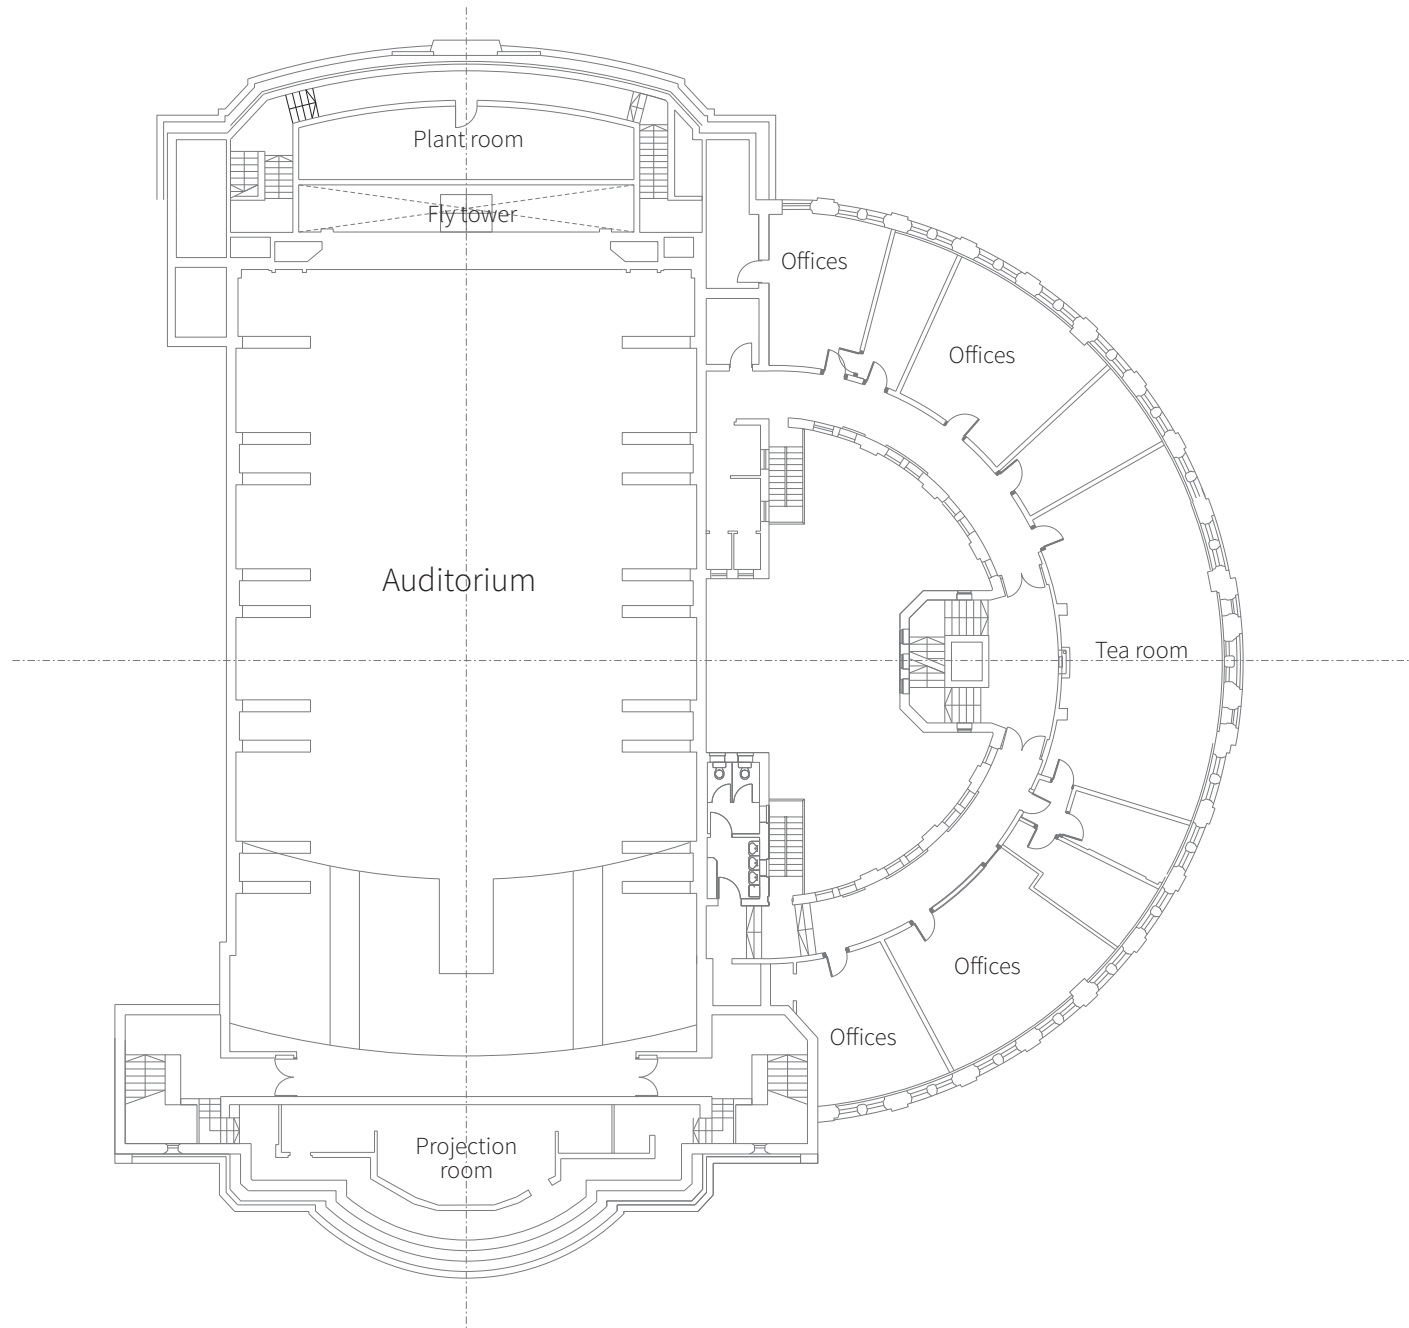 Plant room
Fly tower
Offices
Offices
Auditorium
Tea room
Offices
Offices
Projection
room